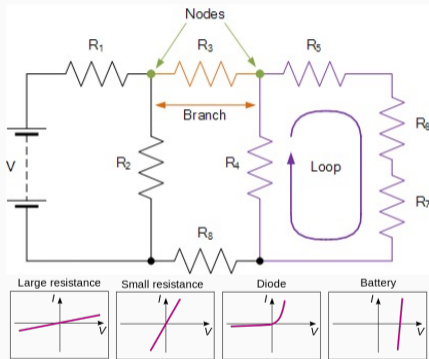 Nodes
R1 R3 R5
Branch
R6
V R2 R4 Loop
R7
R8
Large resistance Small resistance Diode Battery
I I I I
V V V V